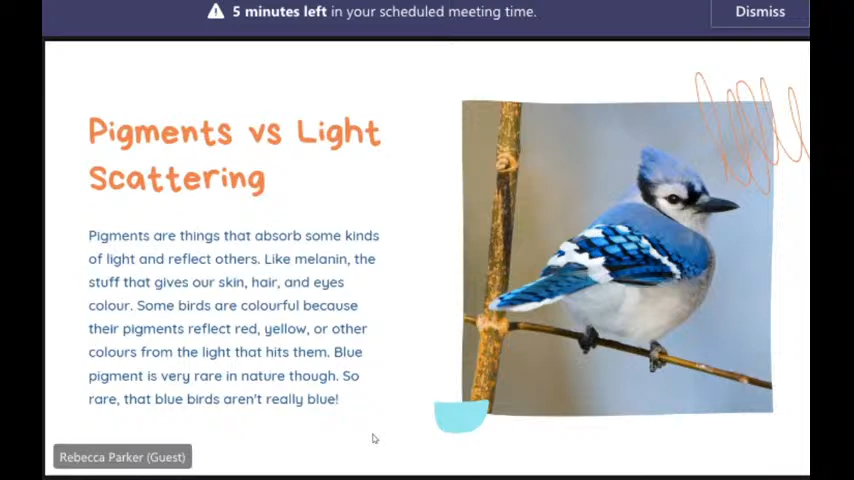 5 minutes left in your scheduled meeting time.
Dismiss
Pigments vs Light
Scattering
Pigments are things that absorb some kinds
of light and reflect others. Like melanin, the
stuff that gives our skin, hair, and eyes
colour. Some birds are colourful because
their pigments reflect red, yellow, or other
colours from the light that hits them. Blue
pigment is very rare in nature though. So
rare, that blue birds aren't really blue!
Rebecca Parker (Guest)